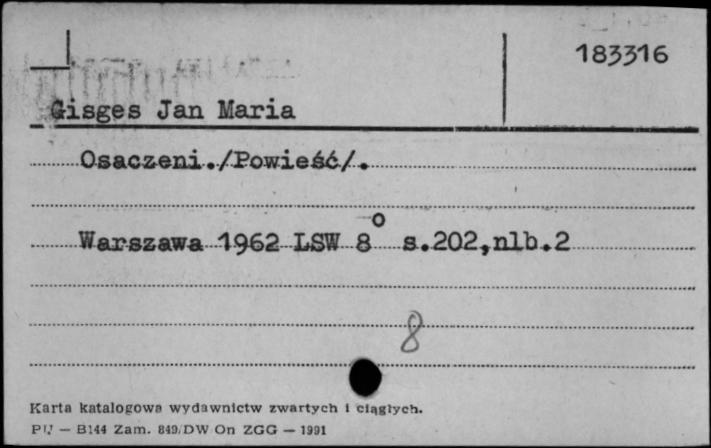 183316
Gisges Jan Maria
Osaczeni./Powieść/.
Warszawa 1962 LSW 8° s.202,nlb.2
8
Karta katalogowa wydawnictw zwartych i ciągłych.
PU — B144 Zam. 849/DW On ZGG — 1991